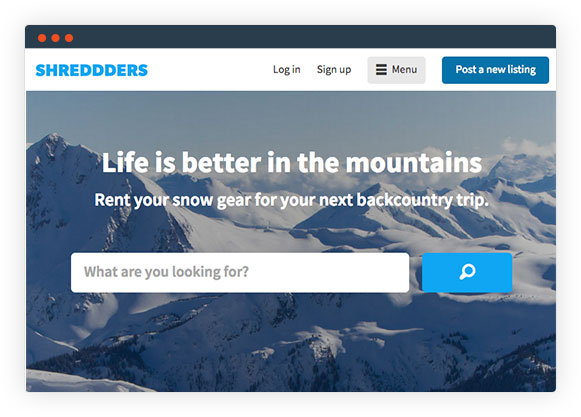 SHREDDDERS
Log in Sign up Menu Post a new listing
Life is better in the mountains
Rent your snow gear for your next backcountry trip.
What are you looking for?